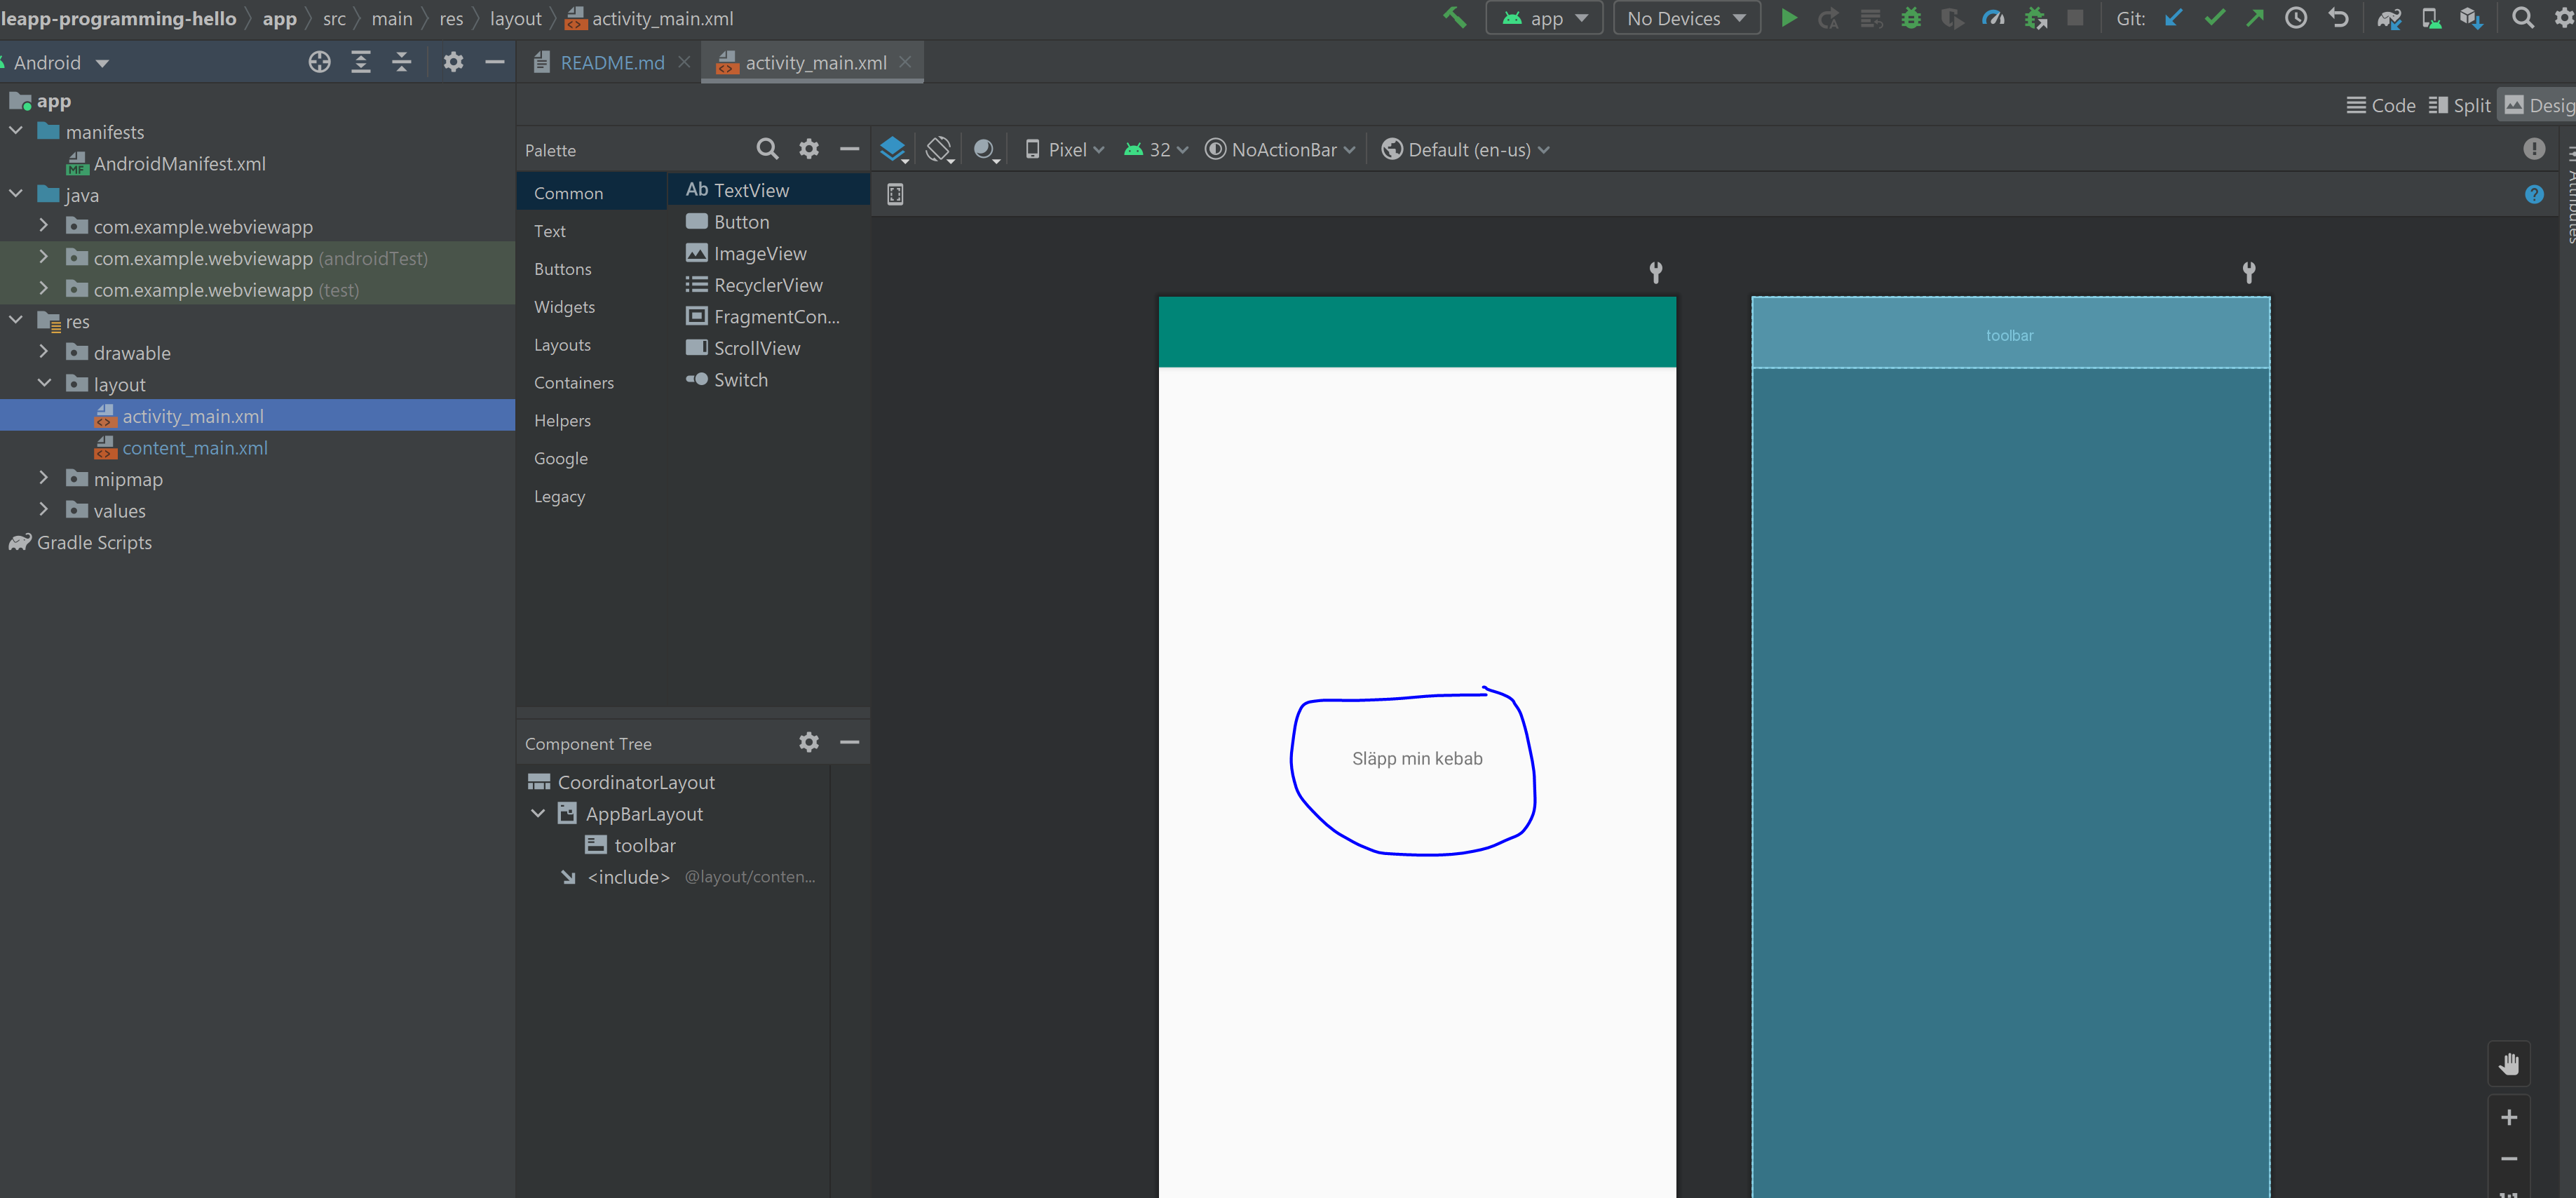 leapp-programming-hello app src main res layout activity_main.xml
app No Devices Git:
Android
README.md activity_main.xml
app
manifests
AndroidManifest.xml
java
com.example.webviewapp
com.example.webviewapp (androidTest)
com.example.webviewapp (test)
res
drawable
layout
activity_main.xml
content_main.xml
mipmap
values
Gradle Scripts
Code Split Desig
Palette
Common
Text
Buttons
Widgets
Layouts
Containers
Helpers
Google
Legacy
Ab TextView
Button
ImageView
RecyclerView
FragmentCon...
ScrollView
Switch
Pixel 32 NoActionBar Default (en-us)
Attributes
toolbar
Släpp min kebab
Component Tree
CoordinatorLayout
AppBarLayout
toolbar
<include> @layout/conten...